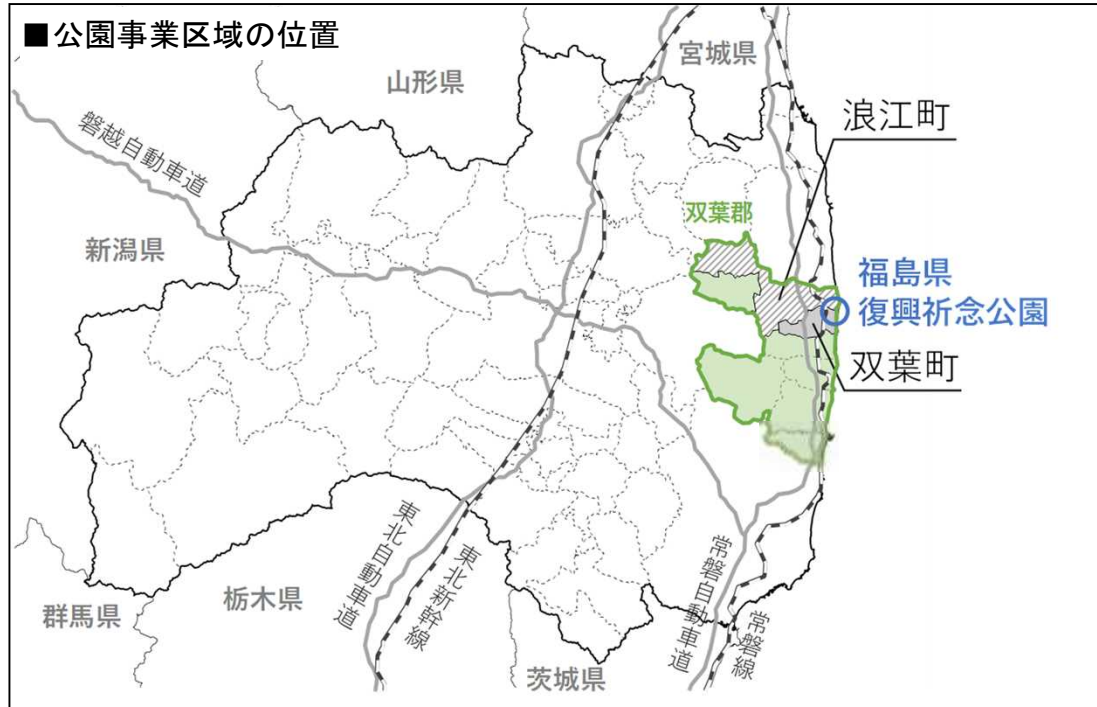 ■公園事業区域の位置
山形県
宮城県
浪江町
磐越自動車道
双葉郡
新潟県
福島県
復興祈念公園
双葉町
東北自動車道
東北新幹線
常磐自動車道
常磐線
群馬県
栃木県
茨城県